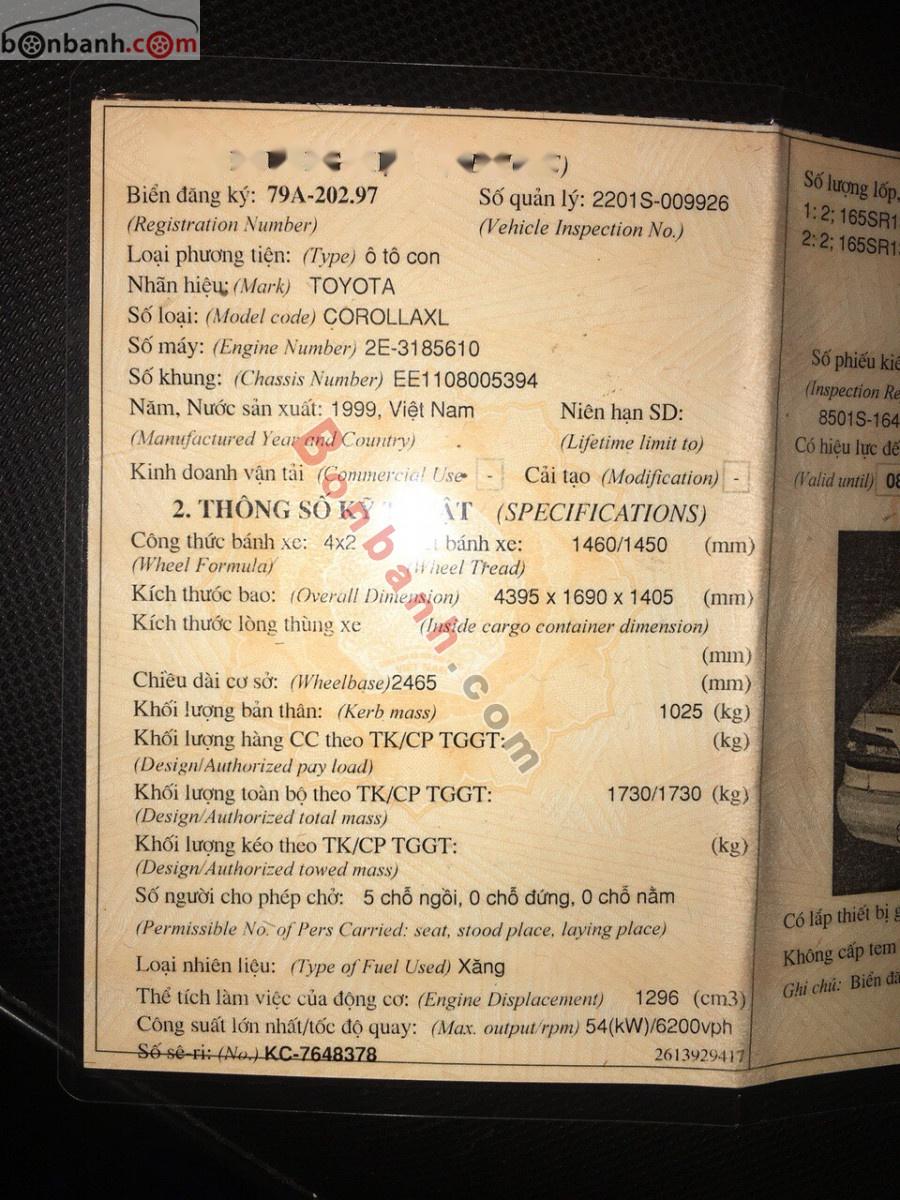 bonbanh.com
Biển đăng ký: 79A-202.97 Số quản lý: 2201S-009926
(Registration Number) (Vehicle Inspection No.)
Loại phương tiện: (Type) ô tô con
Nhãn hiệu: (Mark) TOYOTA
Số loại: (Model code) COROLLAXL
Số máy: (Engine Number) 2E-3185610
Số khung: (Chassis Number) EE1108005394
Năm, Nước sản xuất: 1999, Việt Nam Niên hạn SD:
(Manufactured Year and Country) (Lifetime limit to)
Kinh doanh vận tải (Commercial Use) - Cải tạo (Modification) -
2. THÔNG SỐ KỸ (SPECIFICATIONS)
Công thức bánh xe: 4x2 bánh xe: 1460/1450 (mm)
(Wheel Formula) (Wheel Tread)
Kích thước bao: (Overall Dimension) 4395 x 1690 x 1405 (mm)
Kích thước lòng thùng xe (Inside cargo container dimension)
(mm)
Chiều dài cơ sở: (Wheelbase)2465 (mm)
Khối lượng bản thân: (Kerb mass) 1025 (kg)
Khối lượng hàng CC theo TK/CP TGGT: (kg)
(Design/Authorized pay load)
Khối lượng toàn bộ theo TK/CP TGGT: 1730/1730 (kg)
(Design/Authorized total mass)
Khối lượng kéo theo TK/CP TGGT: (kg)
(Design/Authorized towed mass)
Số người cho phép chở: 5 chỗ ngồi, 0 chỗ đứng, 0 chỗ nằm
(Permissible No. of Pers Carried: seat, stood place, laying place)
Loại nhiên liệu: (Type of Fuel Used) Xăng
Thể tích làm việc của động cơ: (Engine Displacement) 1296 (cm3)
Công suất lớn nhất/tốc độ quay: (Max. output/rpm) 54(kW)/6200vph
Số sê-ri: (No.) KC-7648378 2613929417
Bonbanh.com
Số lượng lốp,
1: 2; 165SR1
2: 2; 165SR1
Số phiếu
(Inspection
8501S-164
Có hiệu lực
(Valid until) 08
Có lắp thiết bị
Không cấp tem
Ghi chú: Biển